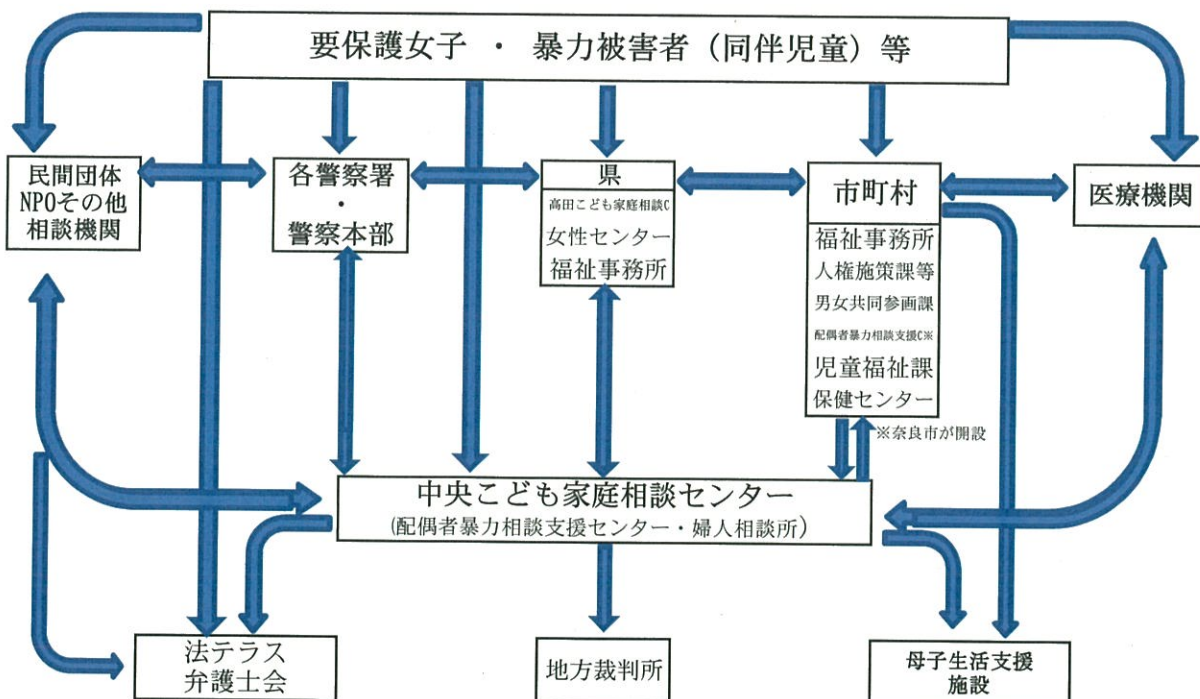 要保護女子 ・ 暴力被害者（同伴児童）等
民間団体
NPOその他
相談機関
各警察署
・
警察本部
県
高田こども家庭相談C
女性センター
福祉事務所
市町村
福祉事務所
人権施策課等
男女共同参画課
配偶者暴力相談支援C※
児童福祉課
保健センター
医療機関
※奈良市が開設
中央こども家庭相談センター
(配偶者暴力相談支援センター・婦人相談所）
法テラス
弁護士会
地方裁判所
母子生活支援
施設